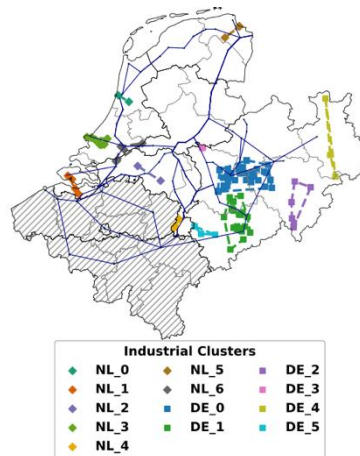 Industrial Clusters
NL_0 NL_5 DE_2
NL_1 NL_6 DE_3
NL_2 DE_0 DE_4
NL_3 DE_1 DE_5
NL_4